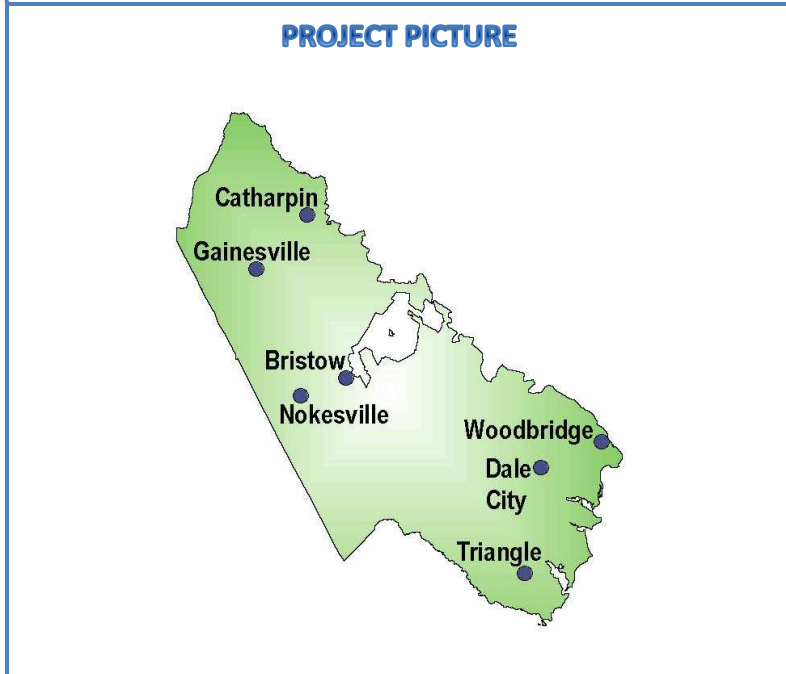 PROJECT PICTURE
Catharpin
Gainesville
Bristow
Nokesville
Woodbridge
Dale
City
Triangle